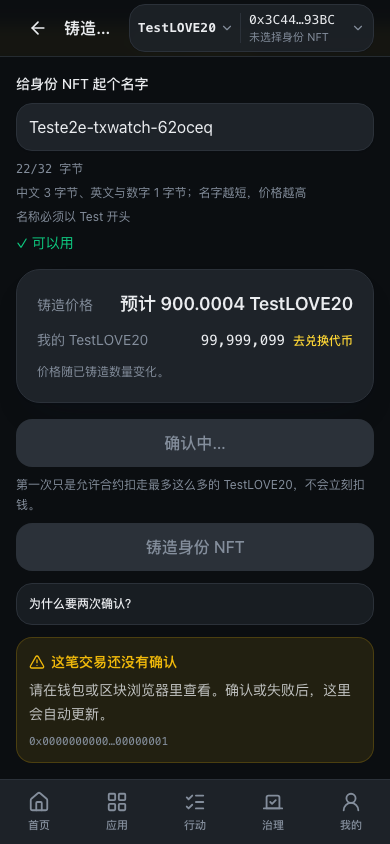 铸造... TestLOVE20 0x3C44…93BC
未选择身份 NFT
给身份 NFT 起个名字
Teste2e-txwatch-62oceq
22/32 字节
中文 3 字节、英文与数字 1 字节；名字越短，价格越高
名称必须以 Test 开头
✓ 可以用
铸造价格 预计 900.0004 TestLOVE20
我的 TestLOVE20 99,999,099 去兑换代币
价格随已铸造数量变化。
确认中...
第一次只是允许合约扣走最多这么多的 TestLOVE20，不会立刻扣
钱。
铸造身份 NFT
为什么要两次确认?
这笔交易还没有确认
请在钱包或区块浏览器里查看。确认或失败后，这里
会自动更新。
0x0000000000…00000001
首页 应用 行动 治理 我的